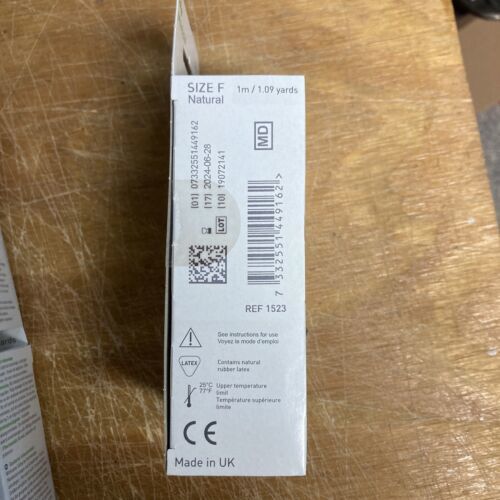 SIZE F
Natural
1m / 1.09 yards
(01) 07332551449162
(17) 2024-06-28
(10) 19072141
LOT
MD
7 332551 449162 >
REF 1523
See instructions for use
Voyez le mode d'emploi
LATEX
Contains natural
rubber latex
25°C
77°F
Upper temperature
limit
Température supérieure
limite
CE
Made in UK
ards